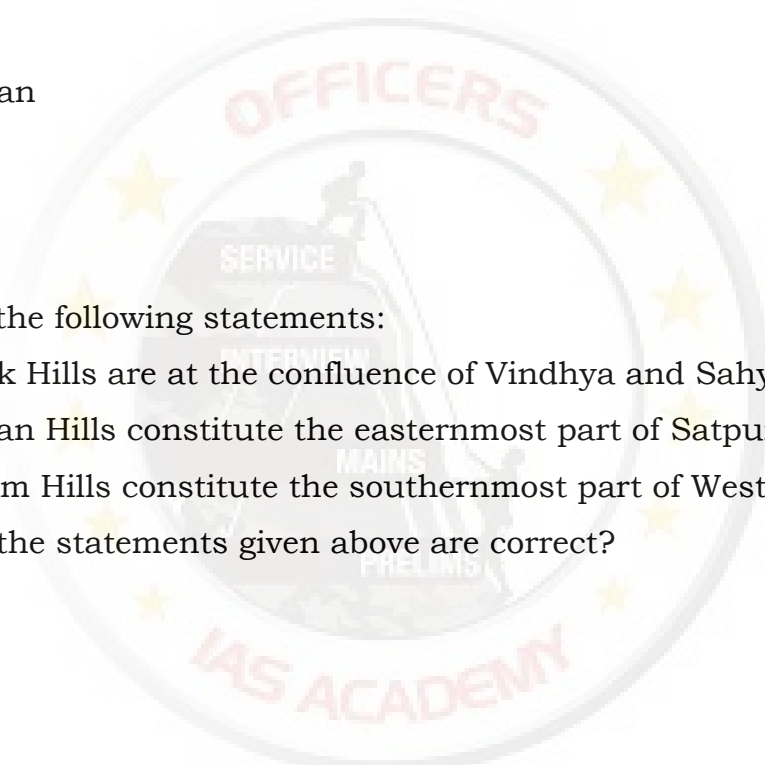 an
OFFICERS
SERVICE
the following statements:
INTERVIEW
k Hills are at the confluence of Vindhya and Sahy
an Hills constitute the easternmost part of Satpu
MAINS
m Hills constitute the southernmost part of West
the statements given above are correct?
PRELIMS
IAS ACADEMY